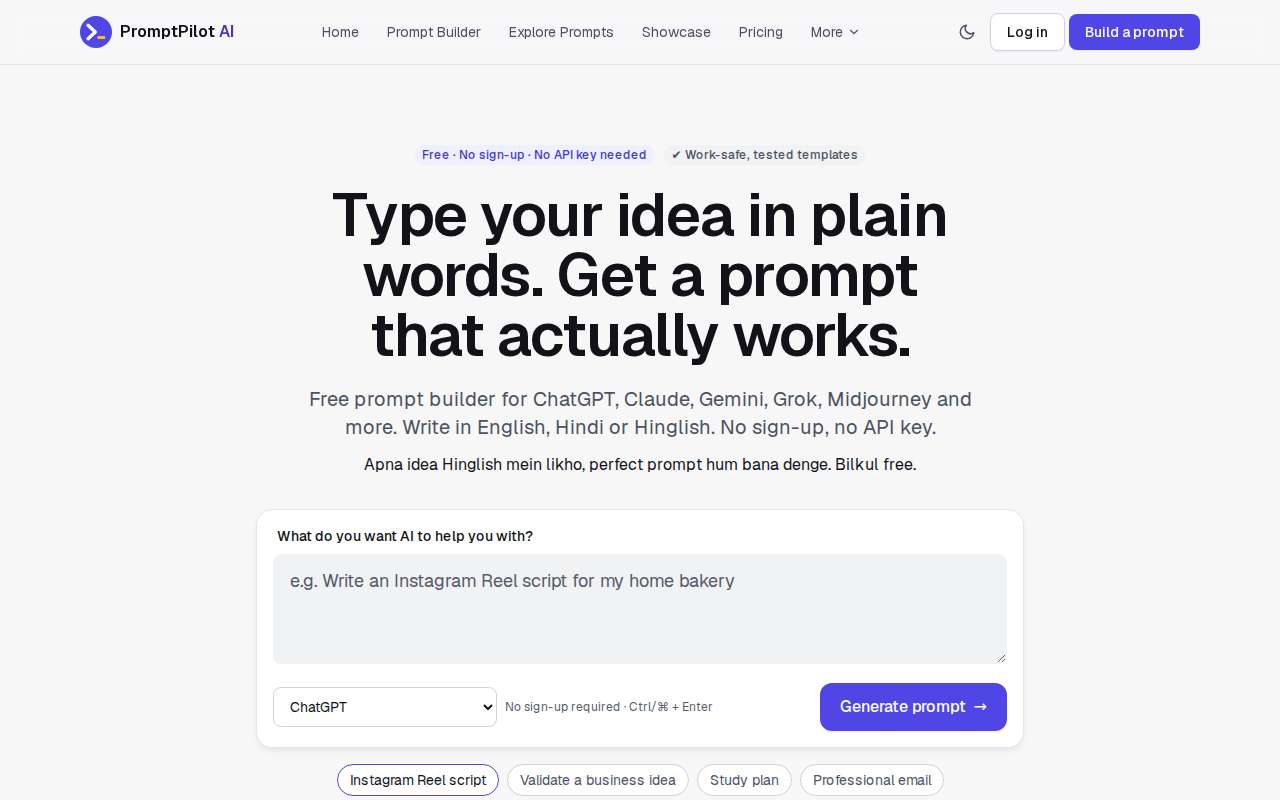 PromptPilot AI
Home
Prompt Builder
Explore Prompts
Showcase
Pricing
More
Log in
Build a prompt
Free · No sign-up · No API key needed
✔ Work-safe, tested templates
Type your idea in plain
words. Get a prompt
that actually works.
Free prompt builder for ChatGPT, Claude, Gemini, Grok, Midjourney and
more. Write in English, Hindi or Hinglish. No sign-up, no API key.
Apna idea Hinglish mein likho, perfect prompt hum bana denge. Bilkul free.
What do you want AI to help you with?
e.g. Write an Instagram Reel script for my home bakery
ChatGPT
No sign-up required · Ctrl/⌘ + Enter
Generate prompt →
Instagram Reel script
Validate a business idea
Study plan
Professional email